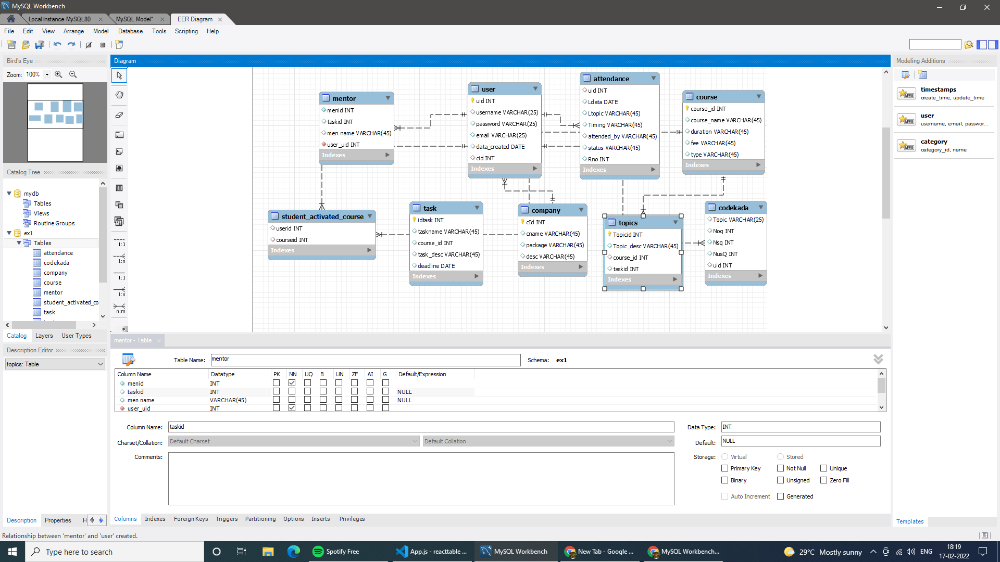 MySQL Workbench
Local instance MySQL80
MySQL Model*
EER Diagram
File Edit View Arrange Model Database Tools Scripting Help
Bird's Eye
Zoom: 100%
Catalog Tree
mydb
Tables
Views
Routine Groups
ex1
Tables
attendance
codekada
company
course
mentor
student_activated_co
task
Catalog Layers User Types
Description Editor
topics: Table
Description Properties H
Diagram
1:1
1:n
1:1
1:n
n:m
mentor
menid INT
taskid INT
men name VARCHAR(45)
user_uid INT
Indexes
user
uid INT
username VARCHAR(25)
password VARCHAR(25)
email VARCHAR(25)
data_created DATE
cid INT
Indexes
attendance
uid INT
Ldata DATE
Ltopic VARCHAR(45)
Timing VARCHAR(45)
attended_by VARCHAR(45)
status VARCHAR(45)
Rno INT
Indexes
course
course_id INT
course_name VARCHAR(45)
duration VARCHAR(45)
fee VARCHAR(45)
type VARCHAR(45)
Indexes
student_activated_course
userid INT
courseid INT
Indexes
task
idtask INT
taskname VARCHAR(45)
course_id INT
task_desc VARCHAR(45)
deadline DATE
Indexes
company
cId INT
cname VARCHAR(45)
package VARCHAR(45)
desc VARCHAR(45)
Indexes
topics
Topicid INT
Topic_desc VARCHAR(45)
course_id INT
taskid INT
Indexes
codekada
Topic VARCHAR(25)
Noq INT
Nsq INT
NusQ INT
uid INT
Indexes
Modeling Additions
timestamps
create_time, update_time
user
username, email, passwor...
category
category_id, name
Templates
mentor - Table
Table Name: mentor Schema: ex1
Column Name Datatype PK NN UQ B UN ZF AI G Default/Expression
menid INT
taskid INT NULL
men name VARCHAR(45) NULL
user_uid INT
Column Name: taskid Data Type: INT
Charset/Collation: Default Charset Default Collation Default: NULL
Comments: Storage: Virtual Stored
Primary Key Not Null Unique
Binary Unsigned Zero Fill
Auto Increment Generated
Columns Indexes Foreign Keys Triggers Partitioning Options Inserts Privileges
Relationship between 'mentor' and 'user' created.
Type here to search
Spotify Free
App.js - reacttable ...
MySQL Workbench
New Tab - Google ...
MySQL Workbench...
29°C Mostly sunny
ENG
18:19
17-02-2022